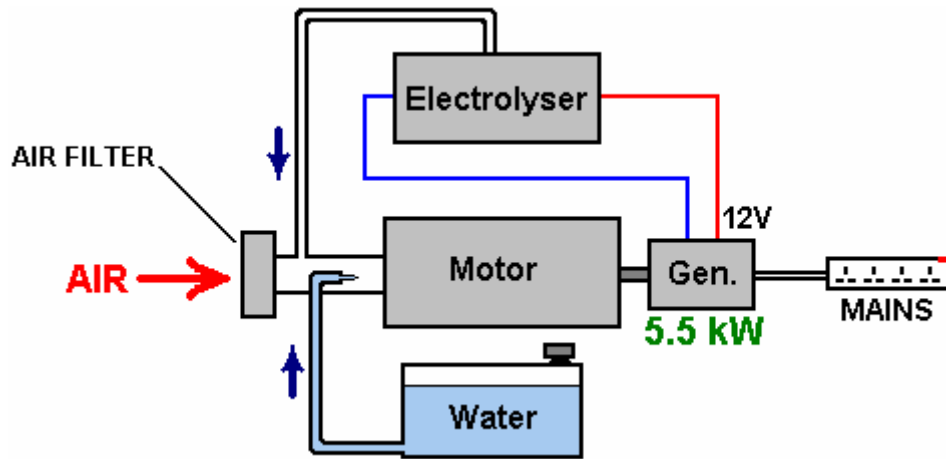 Electrolyser
AIR FILTER
12V
AIR
Motor
Gen.
MAINS
5.5 kW
Water